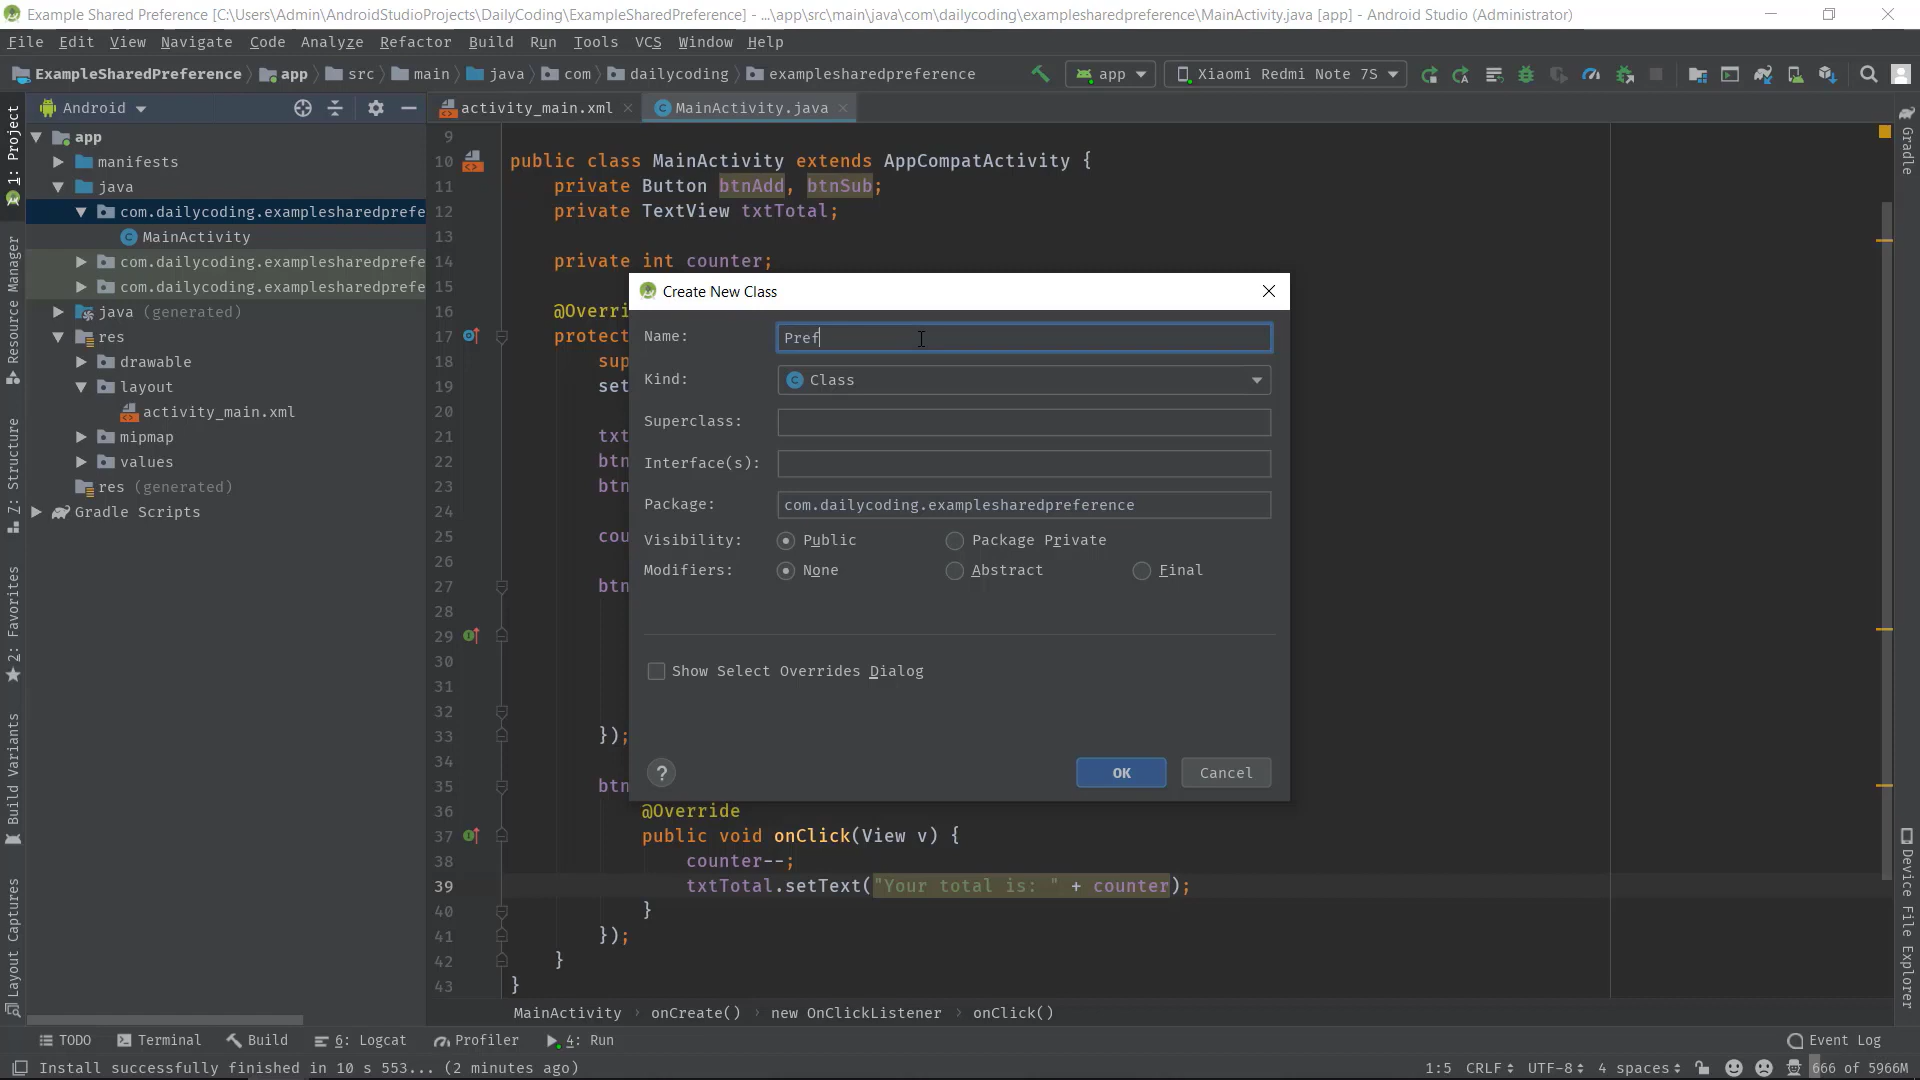 Example Shared Preference [C:\Users\Admin\AndroidStudioProjects\DailyCoding\ExampleSharedPreference] - ...\app\src\main\java\com\dailycoding\examplesharedpreference\MainActivity.java [app] - Android Studio (Administrator)
File Edit View Navigate Code Analyze Refactor Build Run Tools VCS Window Help
ExampleSharedPreference app src main java com dailycoding examplesharedpreference app Xiaomi Redmi Note 7S
Android activity_main.xml MainActivity.java
1: Project
Resource Manager
Z: Structure
2: Favorites
Build Variants
Layout Captures
app
manifests
java
com.dailycoding.examplesharedprefe
MainActivity
com.dailycoding.examplesharedprefe
com.dailycoding.examplesharedprefe
java (generated)
res
drawable
layout
activity_main.xml
mipmap
values
res (generated)
Gradle Scripts
9
10 public class MainActivity extends AppCompatActivity {
11 private Button btnAdd, btnSub;
12 private TextView txtTotal;
13
14 private int counter;
15
16 @Overri
17 protect
18 sup
19 set
20
21 txt
22 btn
23 btn
24
25 cou
26
27 btn
28
29
30
31
32
33 });
34
35 btn
36 @Override
37 public void onClick(View v) {
38 counter--;
39 txtTotal.setText("Your total is: " + counter);
40 }
41 });
42 }
43 }
Create New Class
Name: Pref
Kind: Class
Superclass:
Interface(s):
Package: com.dailycoding.examplesharedpreference
Visibility: Public Package Private
Modifiers: None Abstract Final
Show Select Overrides Dialog
? OK Cancel
Gradle
Device File Explorer
MainActivity › onCreate() › new OnClickListener › onClick()
TODO Terminal Build 6: Logcat Profiler 4: Run Event Log
Install successfully finished in 10 s 553... (2 minutes ago) 1:5 CRLF UTF-8 4 spaces 666 of 5966M